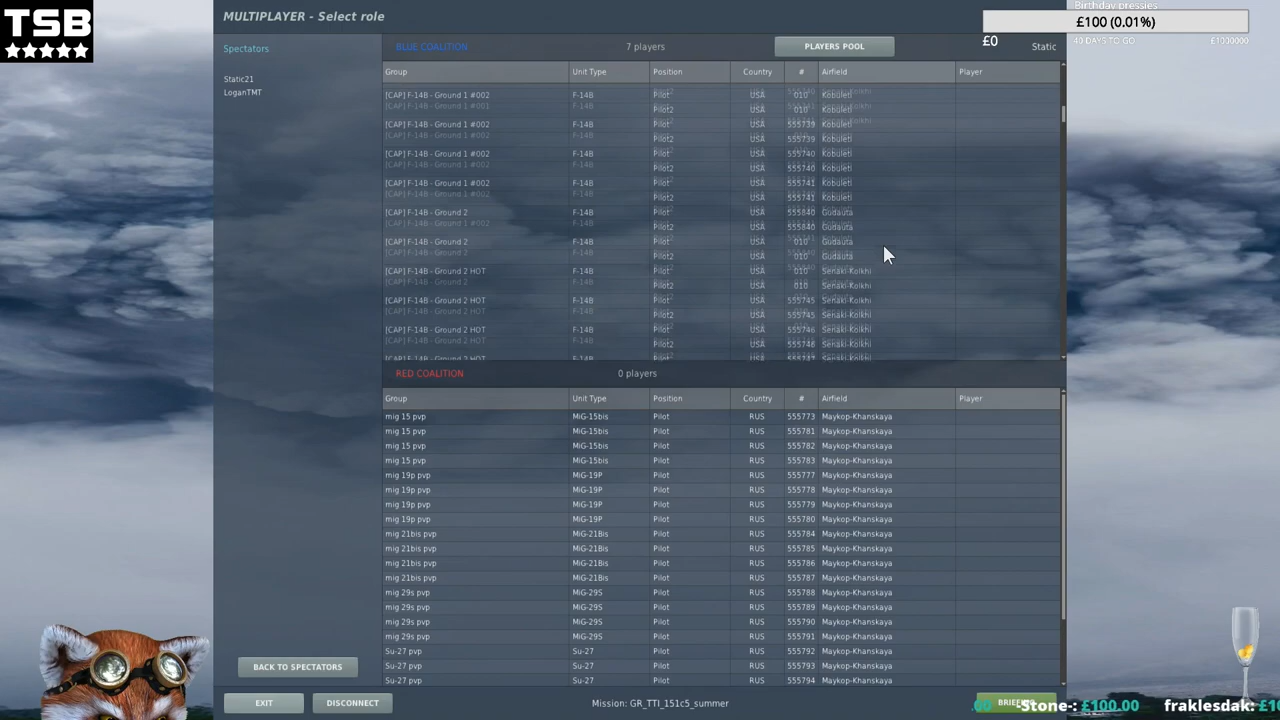 TSB
MULTIPLAYER - Select role
Birthday pressies
£100 (0.01%)
£0
40 DAYS TO GO
£1000000
Spectators
Static21
LoganTMT
BLUE COALITION 7 players PLAYERS POOL Static
Group Unit Type Position Country # Airfield Player
[CAP] F-14B - Ground 1 #002 F-14B Pilot USA 010 Kobuleti
Pilot2 USA 010 Kobuleti
[CAP] F-14B - Ground 1 #002 F-14B Pilot USA 555739 Kobuleti
Pilot2 USA 555739 Kobuleti
[CAP] F-14B - Ground 1 #002 F-14B Pilot USA 555740 Kobuleti
Pilot2 USA 555740 Kobuleti
[CAP] F-14B - Ground 1 #002 F-14B Pilot USA 555741 Kobuleti
Pilot2 USA 555741 Kobuleti
[CAP] F-14B - Ground 2 F-14B Pilot USA 555840 Gudauta
Pilot2 USA 555840 Gudauta
[CAP] F-14B - Ground 2 F-14B Pilot USA 010 Gudauta
Pilot2 USA 010 Gudauta
[CAP] F-14B - Ground 2 HOT F-14B Pilot USA 010 Senaki-Kolkhi
Pilot2 USA 010 Senaki-Kolkhi
[CAP] F-14B - Ground 2 HOT F-14B Pilot USA 555745 Senaki-Kolkhi
Pilot2 USA 555745 Senaki-Kolkhi
[CAP] F-14B - Ground 2 HOT F-14B Pilot USA 555746 Senaki-Kolkhi
Pilot2 USA 555746 Senaki-Kolkhi
RED COALITION 0 players
Group Unit Type Position Country # Airfield Player
mig 15 pvp MiG-15bis Pilot RUS 555773 Maykop-Khanskaya
mig 15 pvp MiG-15bis Pilot RUS 555781 Maykop-Khanskaya
mig 15 pvp MiG-15bis Pilot RUS 555782 Maykop-Khanskaya
mig 15 pvp MiG-15bis Pilot RUS 555783 Maykop-Khanskaya
mig 19p pvp MiG-19P Pilot RUS 555777 Maykop-Khanskaya
mig 19p pvp MiG-19P Pilot RUS 555778 Maykop-Khanskaya
mig 19p pvp MiG-19P Pilot RUS 555779 Maykop-Khanskaya
mig 19p pvp MiG-19P Pilot RUS 555780 Maykop-Khanskaya
mig 21bis pvp MiG-21Bis Pilot RUS 555784 Maykop-Khanskaya
mig 21bis pvp MiG-21Bis Pilot RUS 555785 Maykop-Khanskaya
mig 21bis pvp MiG-21Bis Pilot RUS 555786 Maykop-Khanskaya
mig 21bis pvp MiG-21Bis Pilot RUS 555787 Maykop-Khanskaya
mig 29s pvp MiG-29S Pilot RUS 555788 Maykop-Khanskaya
mig 29s pvp MiG-29S Pilot RUS 555789 Maykop-Khanskaya
mig 29s pvp MiG-29S Pilot RUS 555790 Maykop-Khanskaya
mig 29s pvp MiG-29S Pilot RUS 555791 Maykop-Khanskaya
Su-27 pvp Su-27 Pilot RUS 555792 Maykop-Khanskaya
Su-27 pvp Su-27 Pilot RUS 555793 Maykop-Khanskaya
Su-27 pvp Su-27 Pilot RUS 555794 Maykop-Khanskaya
BACK TO SPECTATORS
EXIT DISCONNECT Mission: GR_TTI_151c5_summer
-Stone-: £100.00 fraklesdak: